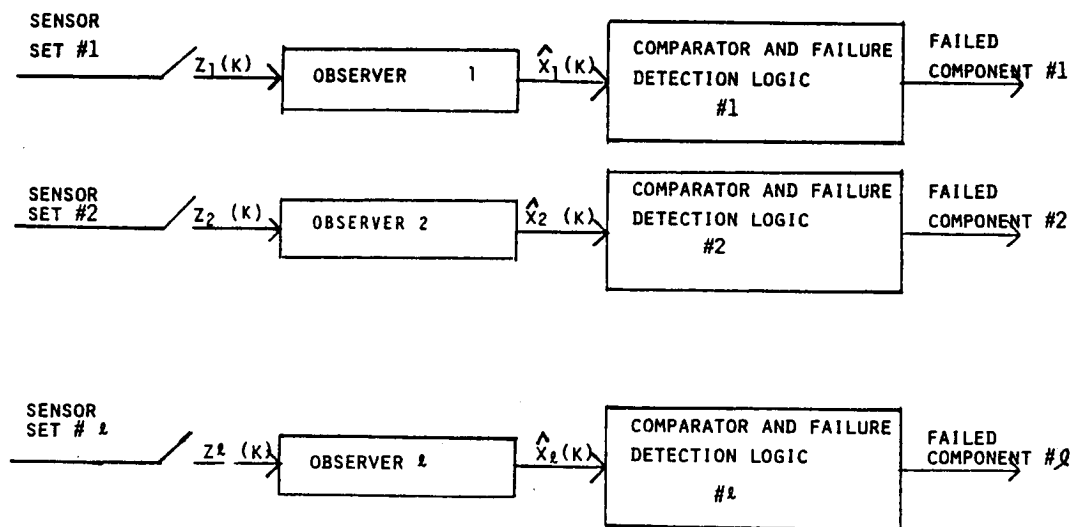 SENSOR
SET #1
Z1(K)
OBSERVER 1
X̂1(K)
COMPARATOR AND FAILURE
DETECTION LOGIC
#1
FAILED
COMPONENT #1
SENSOR
SET #2
Z2 (K)
OBSERVER 2
X̂2 (K)
COMPARATOR AND FAILURE
DETECTION LOGIC
#2
FAILED
COMPONENT #2
SENSOR
SET # ℓ
Zℓ (K)
OBSERVER ℓ
X̂ℓ(K)
COMPARATOR AND FAILURE
DETECTION LOGIC
#ℓ
FAILED
COMPONENT #ℓ